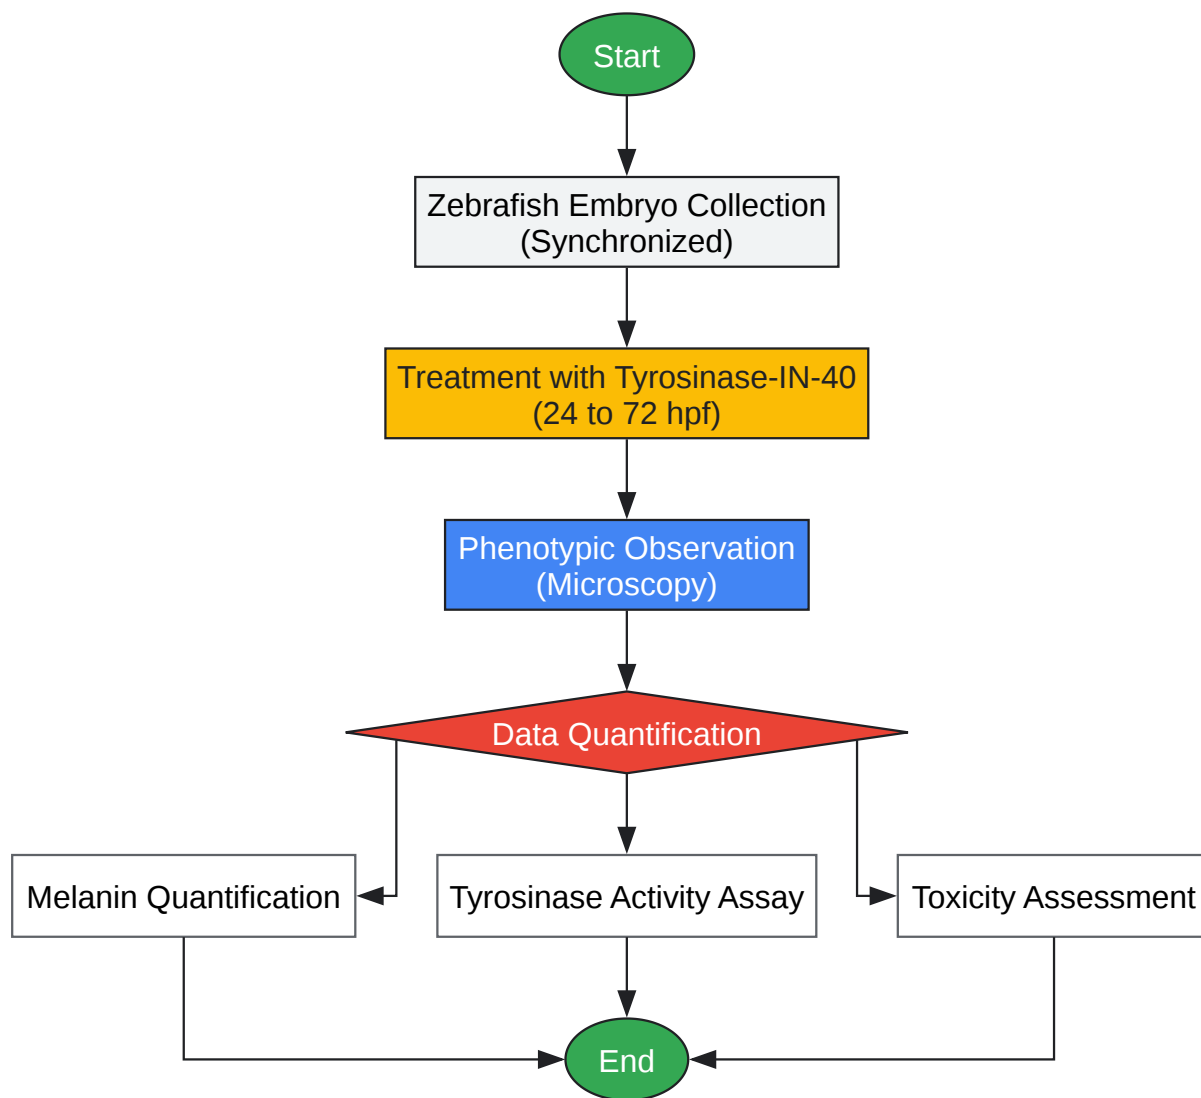 Start
Zebrafish Embryo Collection
(Synchronized)
Treatment with Tyrosinase-IN-40
(24 to 72 hpf)
Phenotypic Observation
(Microscopy)
Data Quantification
Melanin Quantification
Tyrosinase Activity Assay
Toxicity Assessment
End